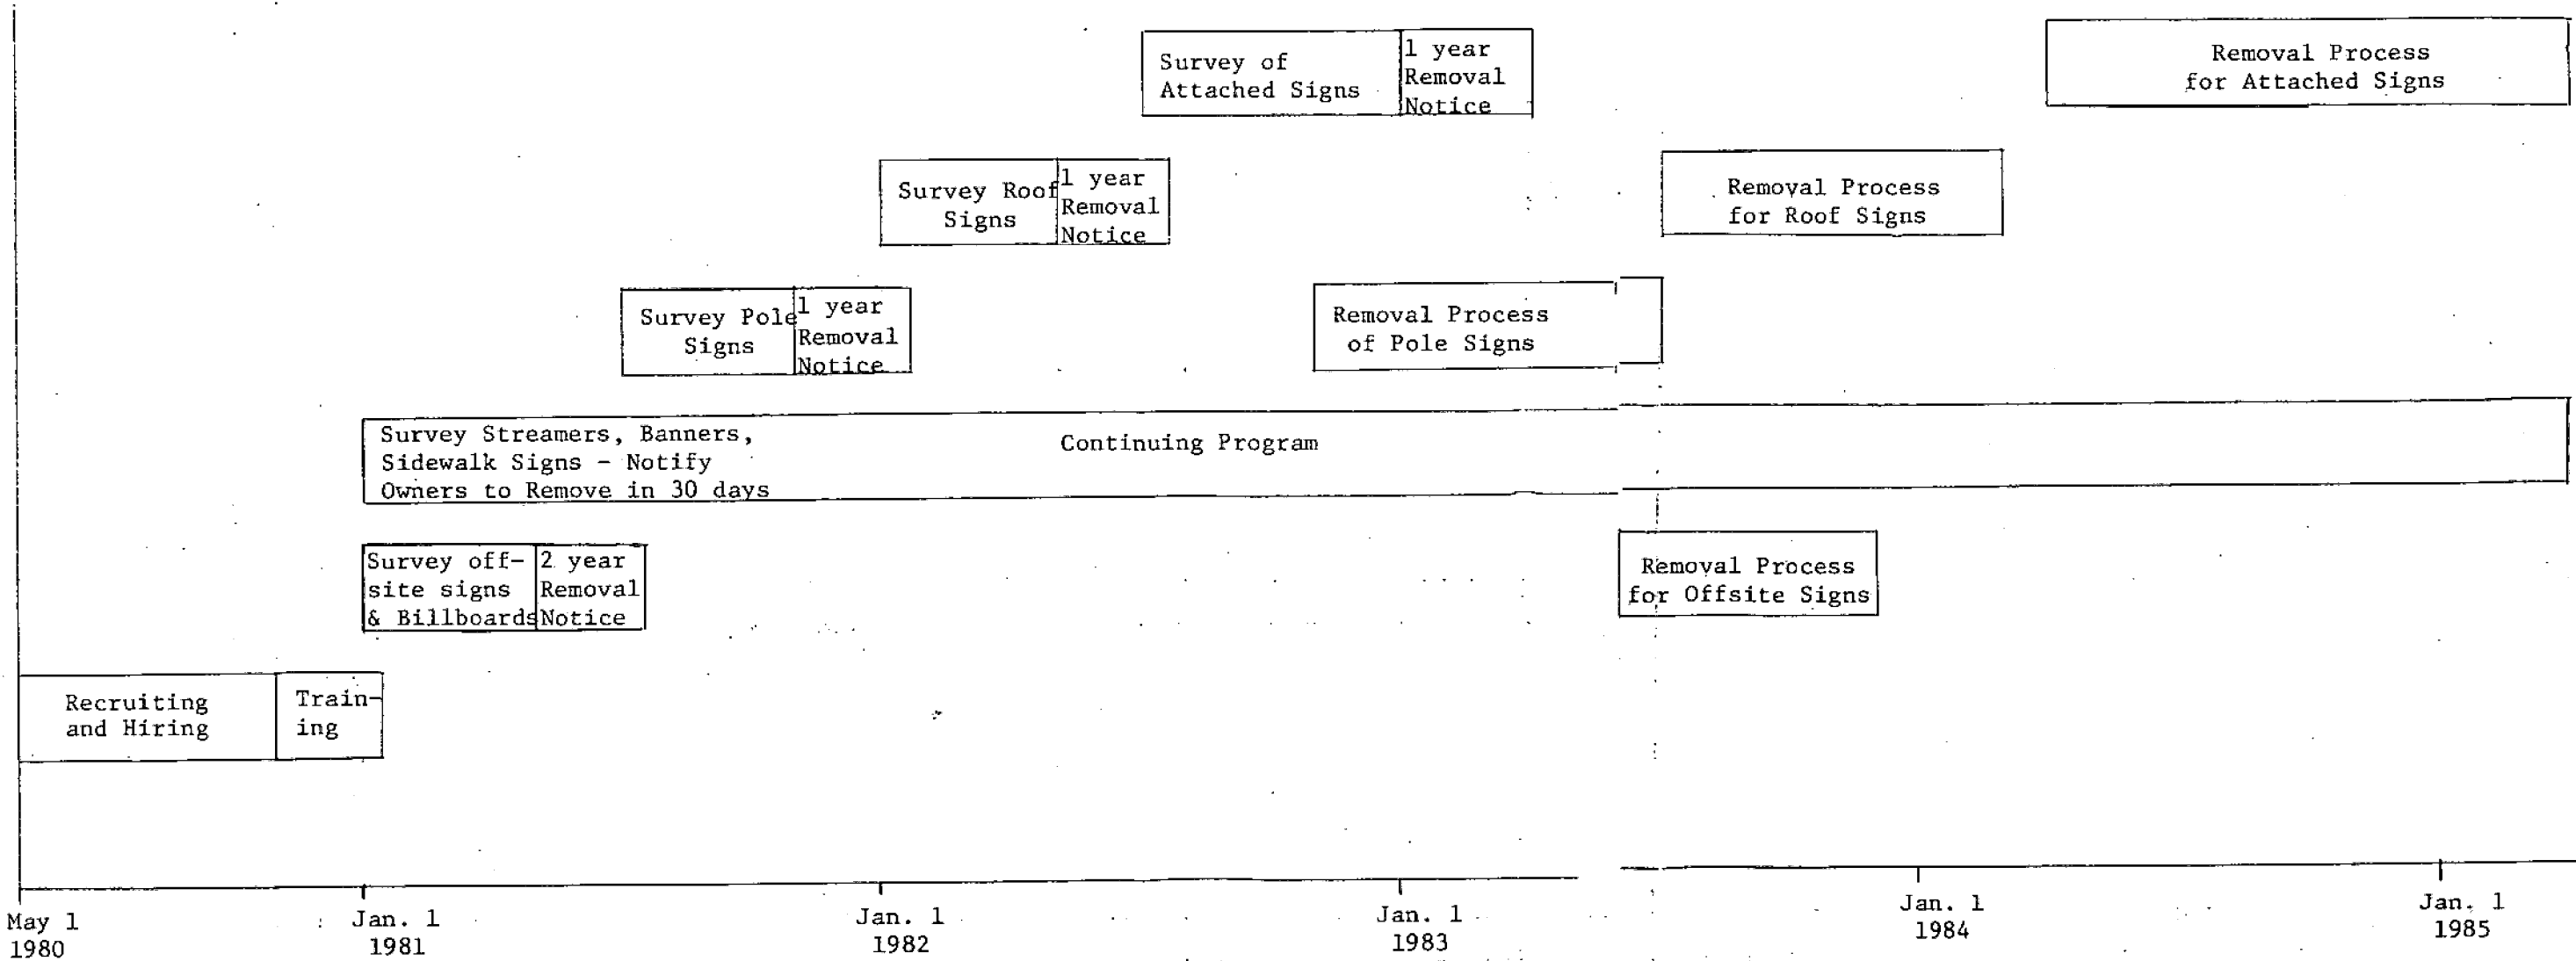 Survey of
Attached Signs
1 year
Removal
Notice
Removal Process
for Attached Signs
Survey Roof
Signs
1 year
Removal
Notice
Removal Process
for Roof Signs
Survey Pole
Signs
1 year
Removal
Notice
Removal Process
of Pole Signs
Survey Streamers, Banners,
Sidewalk Signs - Notify
Owners to Remove in 30 days
Continuing Program
Survey off-
site signs
& Billboards
2 year
Removal
Notice
Removal Process
for Offsite Signs
Recruiting
and Hiring
Train-
ing
May 1
1980
Jan. 1
1981
Jan. 1
1982
Jan. 1
1983
Jan. 1
1984
Jan. 1
1985